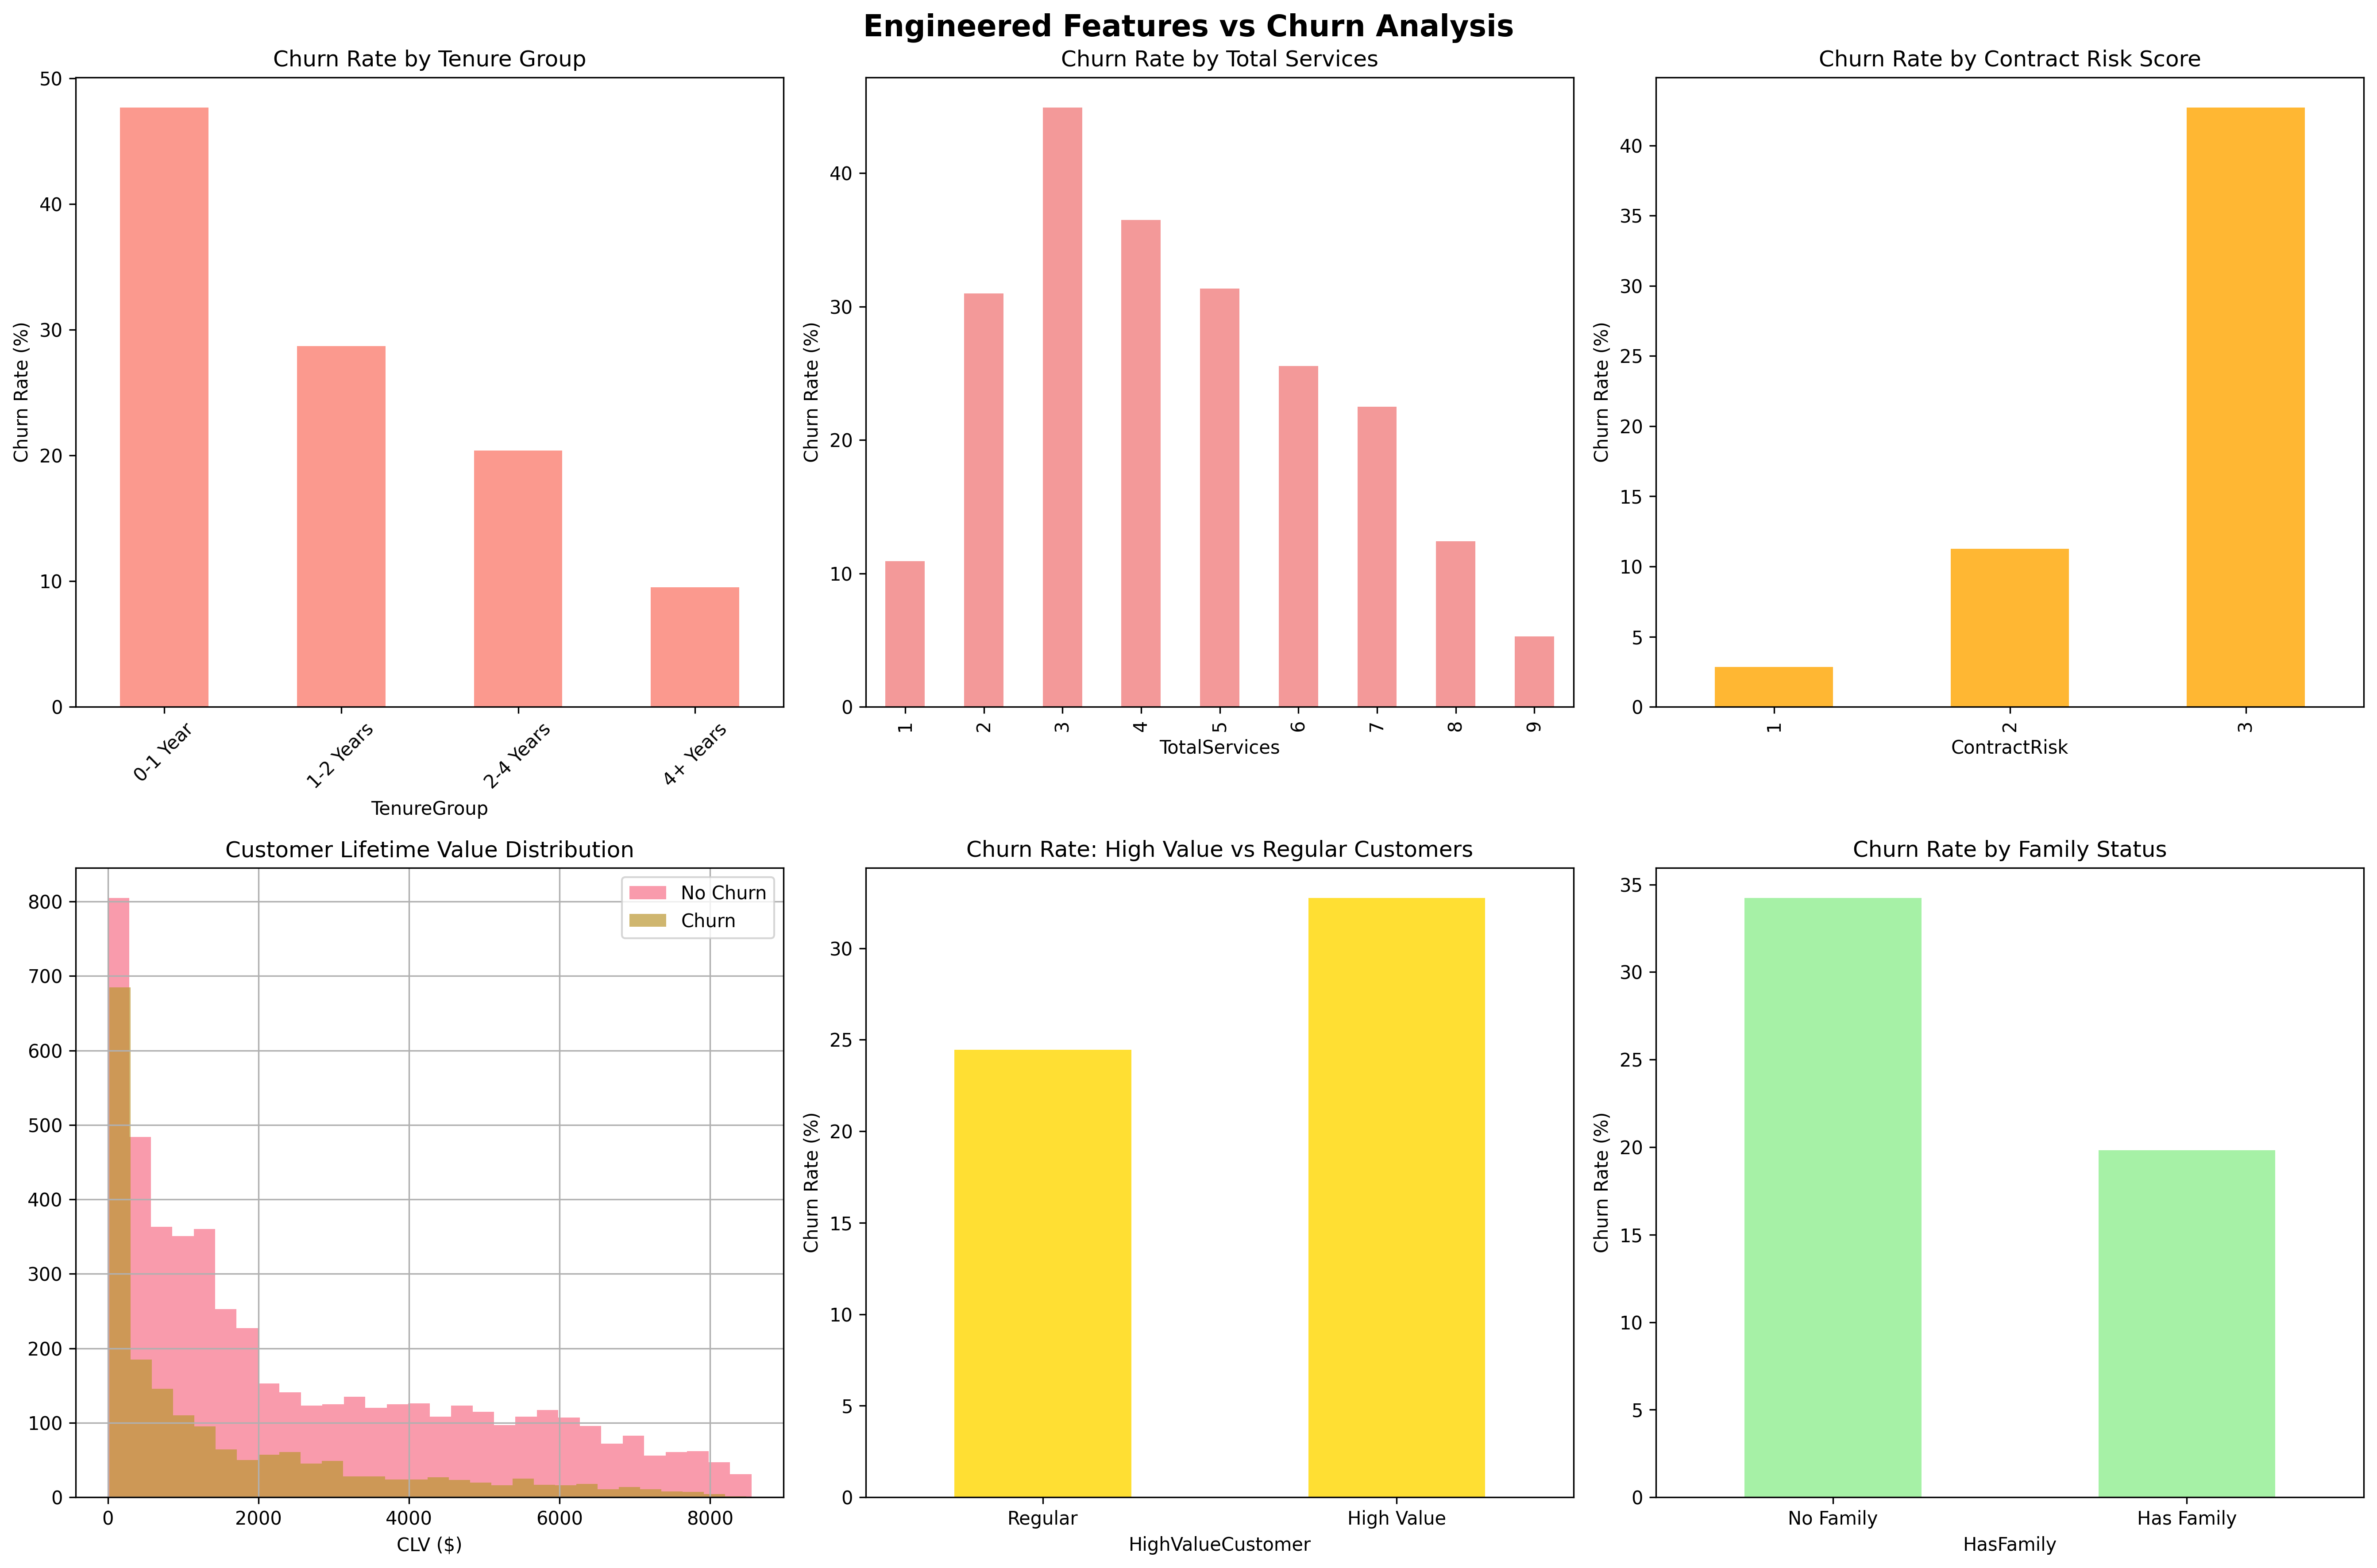 Engineered Features vs Churn Analysis
Churn Rate by Tenure Group
Churn Rate (%)
50
40
30
20
10
0
0-1 Year
1-2 Years
2-4 Years
4+ Years
TenureGroup
Churn Rate by Total Services
Churn Rate (%)
40
30
20
10
0
1
2
3
4
5
6
7
8
9
TotalServices
Churn Rate by Contract Risk Score
Churn Rate (%)
40
35
30
25
20
15
10
5
0
1
2
3
ContractRisk
Customer Lifetime Value Distribution
No Churn
Churn
800
700
600
500
400
300
200
100
0
0
2000
4000
6000
8000
CLV ($)
Churn Rate: High Value vs Regular Customers
Churn Rate (%)
30
25
20
15
10
5
0
Regular
High Value
HighValueCustomer
Churn Rate by Family Status
Churn Rate (%)
35
30
25
20
15
10
5
0
No Family
Has Family
HasFamily